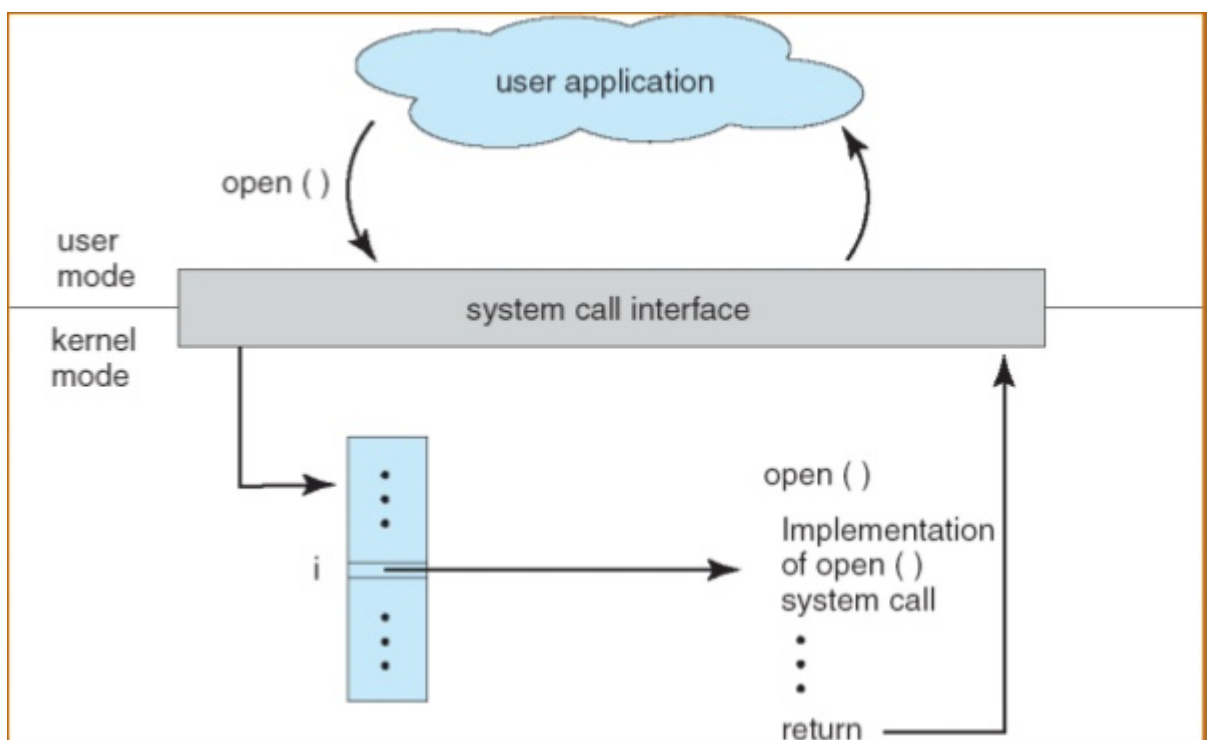 user application
open ( )
user
mode
system call interface
kernel
mode
i
open ( )
Implementation
of open ( )
system call
return